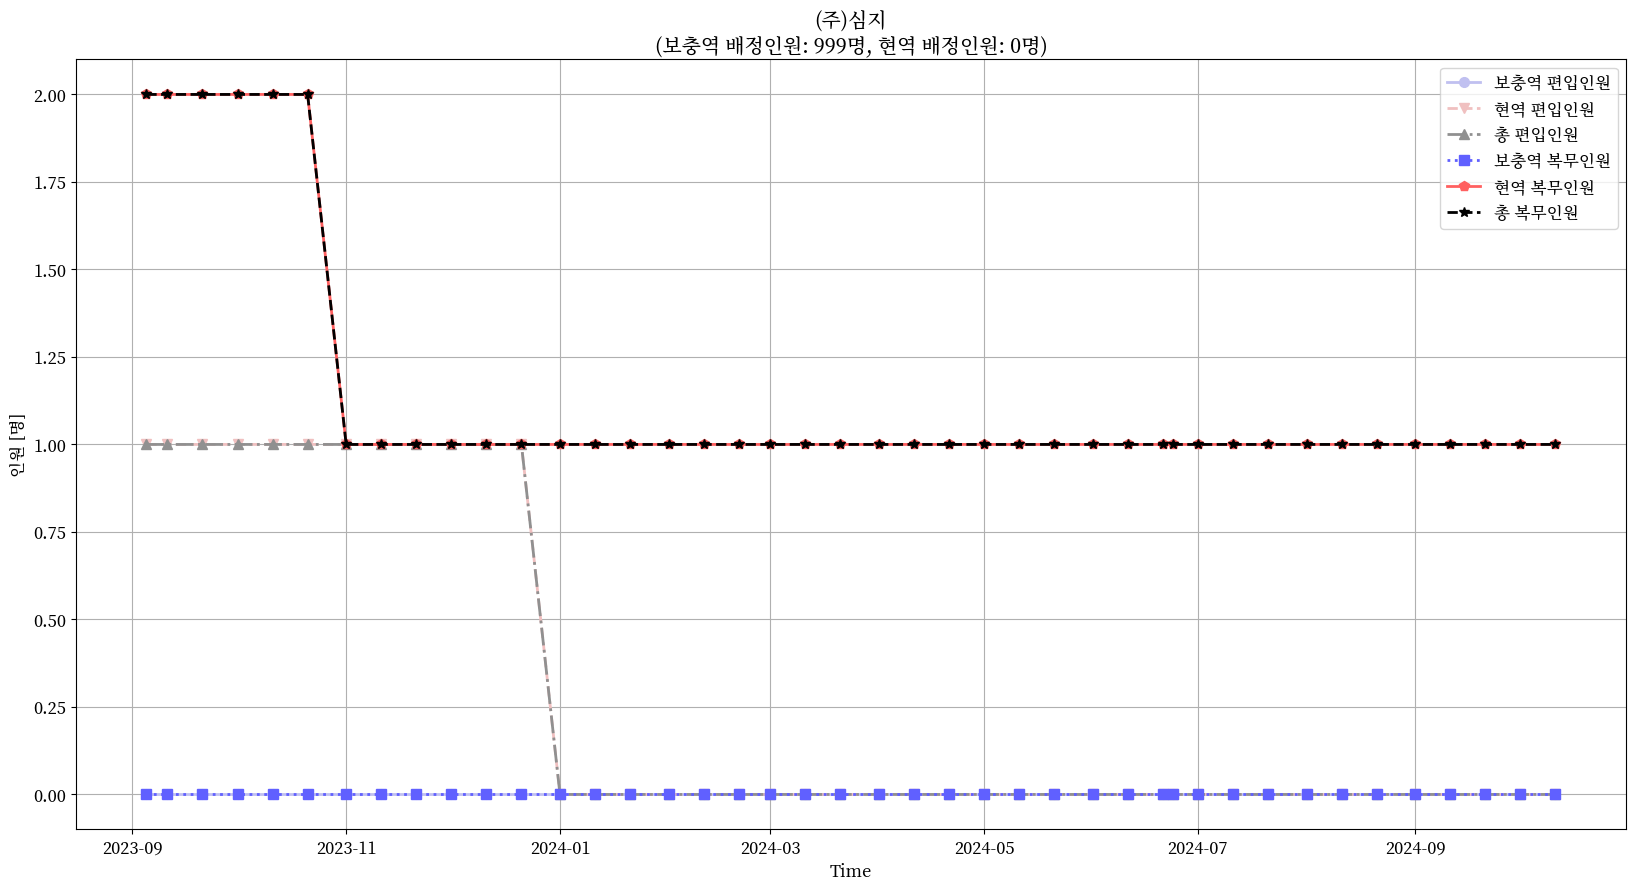 (주)심지
(보충역 배정인원: 999명, 현역 배정인원: 0명)
보충역 편입인원
현역 편입인원
총 편입인원
보충역 복무인원
현역 복무인원
총 복무인원
2.00
1.75
1.50
1.25
1.00
0.75
0.50
0.25
0.00
인원 [명]
2023-09
2023-11
2024-01
2024-03
2024-05
2024-07
2024-09
Time